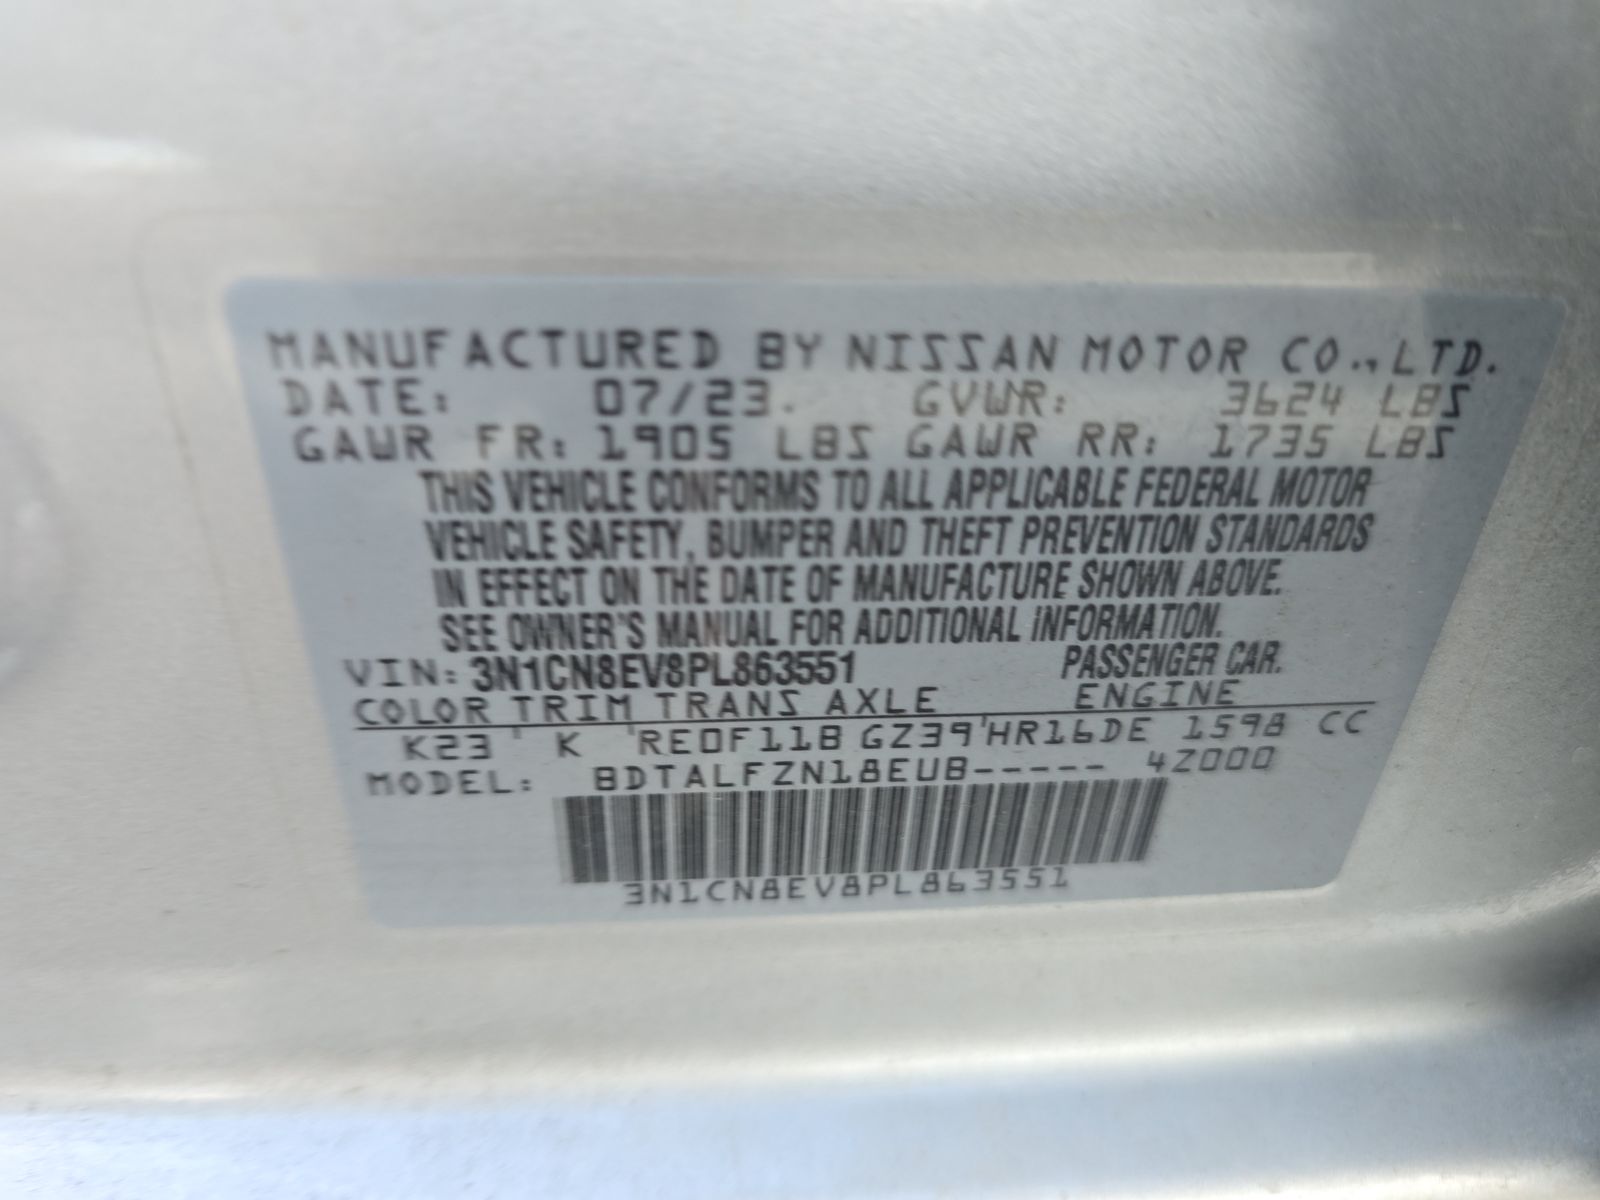 MANUFACTURED BY NISSAN MOTOR CO., LTD.
DATE: 07/23. GVWR: 3624 LBS
GAWR FR: 1905 LBS GAWR RR: 1735 LBS
THIS VEHICLE CONFORMS TO ALL APPLICABLE FEDERAL MOTOR
VEHICLE SAFETY, BUMPER AND THEFT PREVENTION STANDARDS
IN EFFECT ON THE DATE OF MANUFACTURE SHOWN ABOVE.
SEE OWNER'S MANUAL FOR ADDITIONAL INFORMATION.
VIN: 3N1CN8EV8PL863551 PASSENGER CAR.
COLOR TRIM TRANS AXLE ENGINE
K23 ' K 'RE0F11B GZ39'HR16DE 1598 CC
MODEL: BDTALFZN18EUB----- 4Z000
3N1CN8EV8PL863551